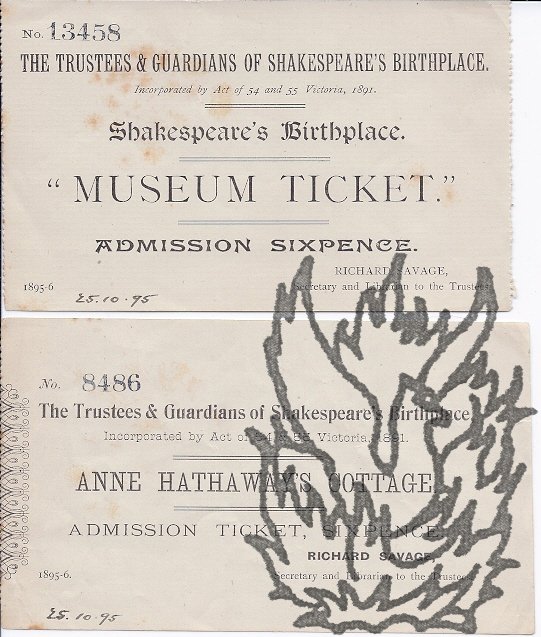 No. 13458
THE TRUSTEES & GUARDIANS OF SHAKESPEARE'S BIRTHPLACE.
Incorporated by Act of 54 and 55 Victoria, 1891.
Shakespeare's Birthplace.
"MUSEUM TICKET."
ADMISSION SIXPENCE.
RICHARD SAVAGE,
1895-6 Secretary and Librarian to the Trustees.
25.10.95
No. 8486
The Trustees & Guardians of Shakespeare's Birthplace
Incorporated by Act of 54 & 55 Victoria, 1891.
ANNE HATHAWAY'S COTTAGE
ADMISSION TICKET, SIXPENCE.
RICHARD SAVAGE,
1895-6. Secretary and Librarian to the Trustees.
25.10.95